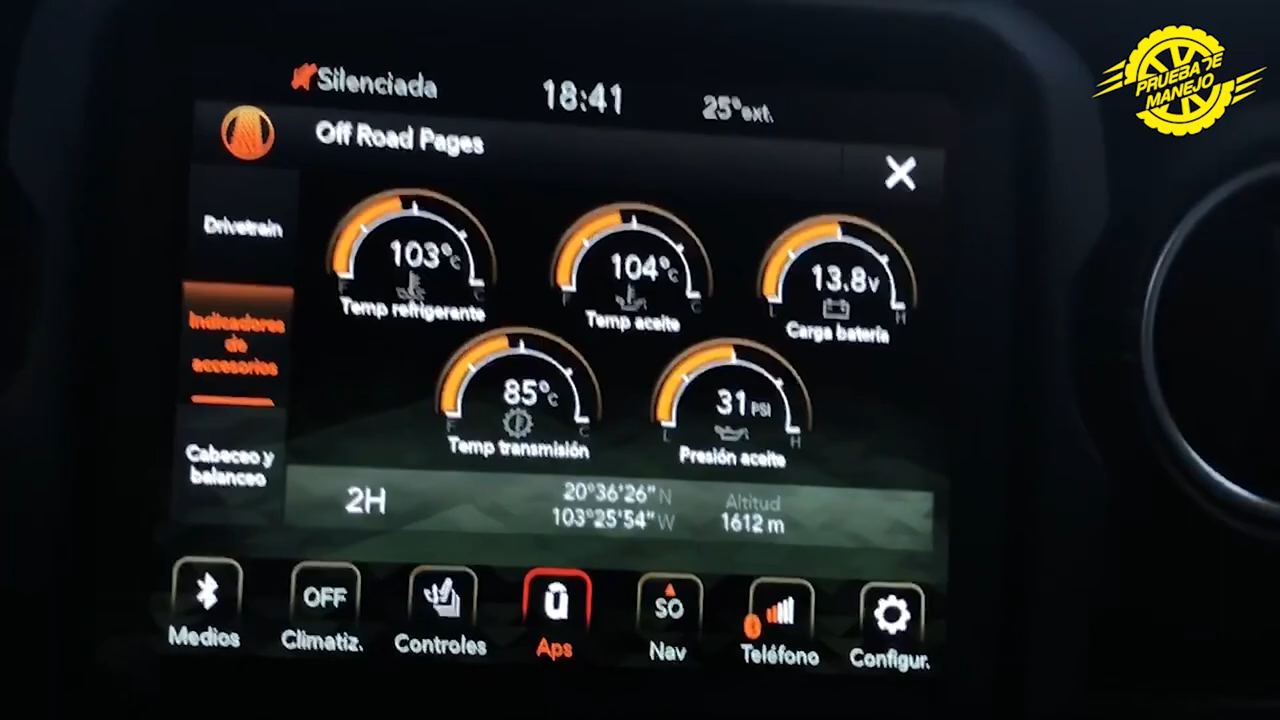 Silenciada
18:41
25° ext.
PRUEBA DE
MANEJO
Off Road Pages
Drivetrain
Indicadores
de
accesorios
Cabeceo y
balanceo
103°C
F C
Temp refrigerante
104°C
F C
Temp aceite
13.8V
L H
Carga batería
85°C
F C
Temp transmisión
31 PSI
L H
Presión aceite
2H
20°36'26" N
103°25'54" W
Altitud
1612 m
Medios
OFF
Climatiz.
Controles
Aps
SO
Nav
Teléfono
Configur.